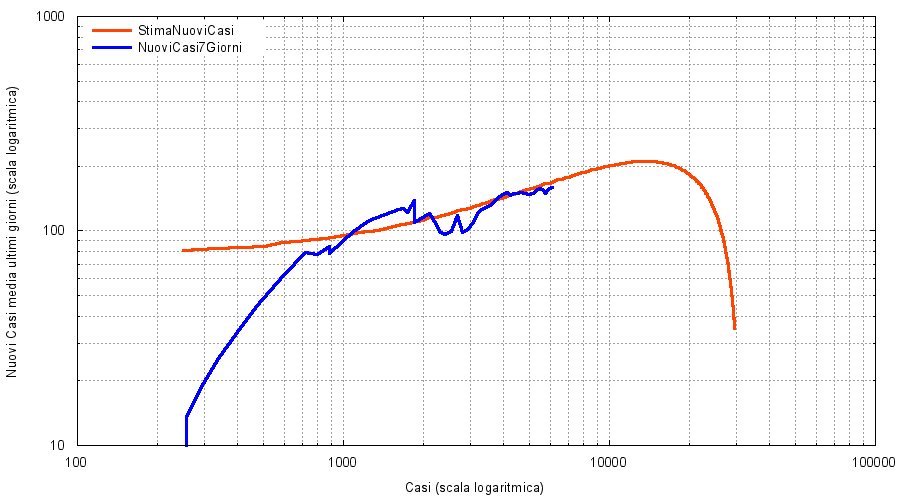 1000
StimaNuoviCasi
NuoviCasi7Giorni
Nuovi Casi media ultimi giorni (scala logaritmica)
100
10
100
1000
10000
100000
Casi (scala logaritmica)